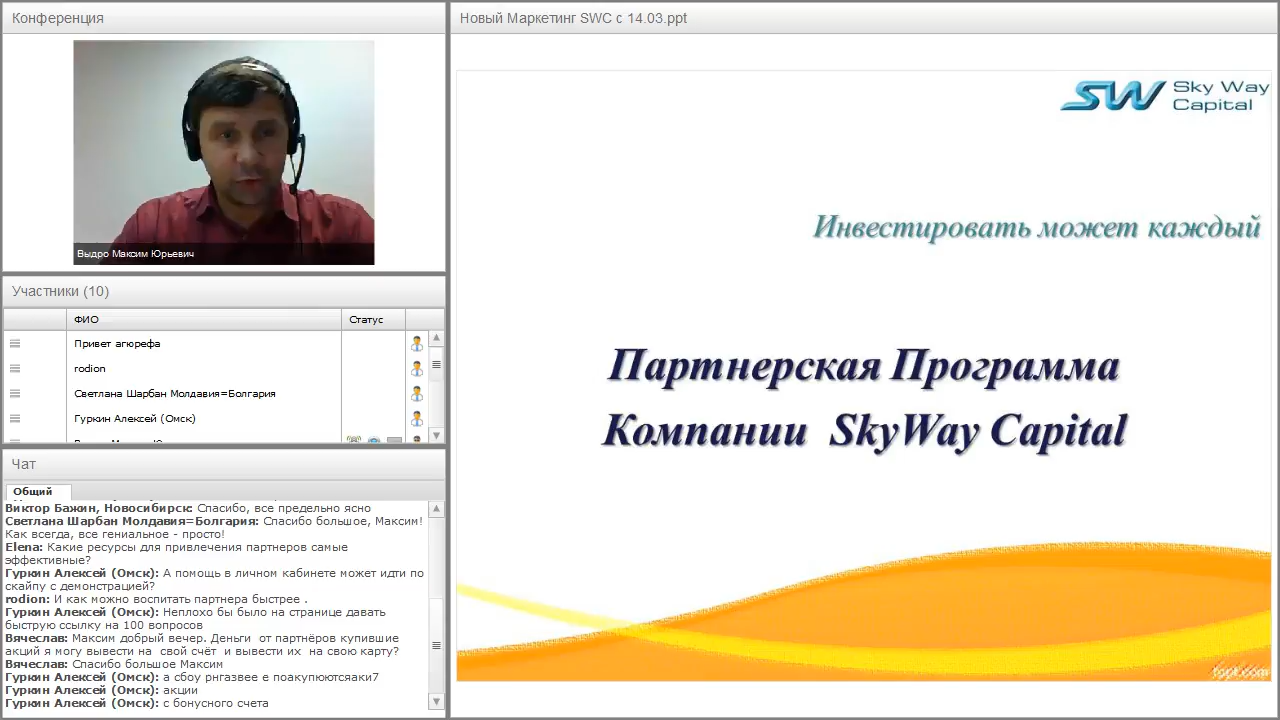 Конференция
Выдро Максим Юрьевич
Участники (10)
ФИО
Статус
Привет агюрефа
rodion
Светлана Шарбан Молдавия=Болгария
Гуркин Алексей (Омск)
Чат
Общий
Виктор Бажин, Новосибирск: Спасибо, все предельно ясно
Светлана Шарбан Молдавия=Болгария: Спасибо большое, Максим!
Как всегда, все гениальное - просто!
Elena: Какие ресурсы для привлечения партнеров самые
эффективные?
Гуркин Алексей (Омск): А помощь в личном кабинете может идти по
скайпу с демонстрацией?
rodion: И как можно воспитать партнера быстрее .
Гуркин Алексей (Омск): Неплохо бы было на странице давать
быструю ссылку на 100 вопросов
Вячеслав: Максим добрый вечер. Деньги от партнёров купившие
акций я могу вывести на свой счёт и вывести их на свою карту?
Вячеслав: Спасибо большое Максим
Гуркин Алексей (Омск): а сбоу рнгазвее е поакупюютсяаки7
Гуркин Алексей (Омск): акции
Гуркин Алексей (Омск): с бонусного счета
Новый Маркетинг SWC с 14.03.ppt
SW Sky Way
Capital
Инвестировать может каждый
Партнерская Программа
Компании SkyWay Capital
fppt.com